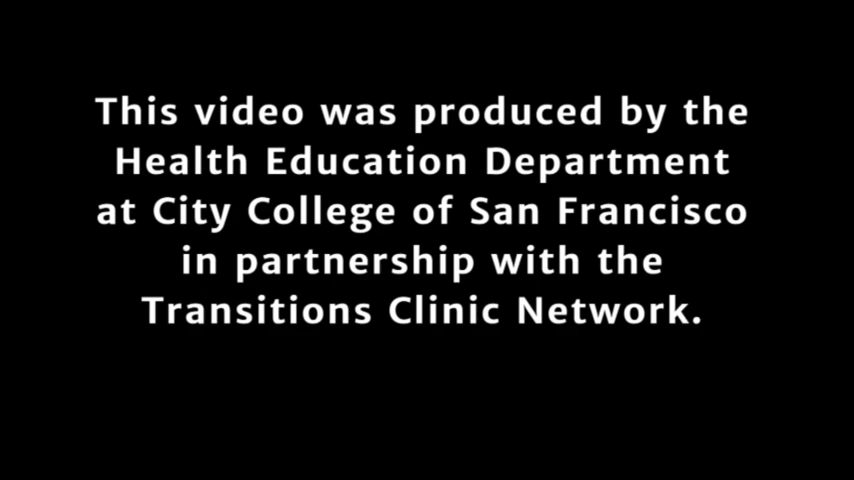 This video was produced by the
Health Education Department
at City College of San Francisco
in partnership with the
Transitions Clinic Network.